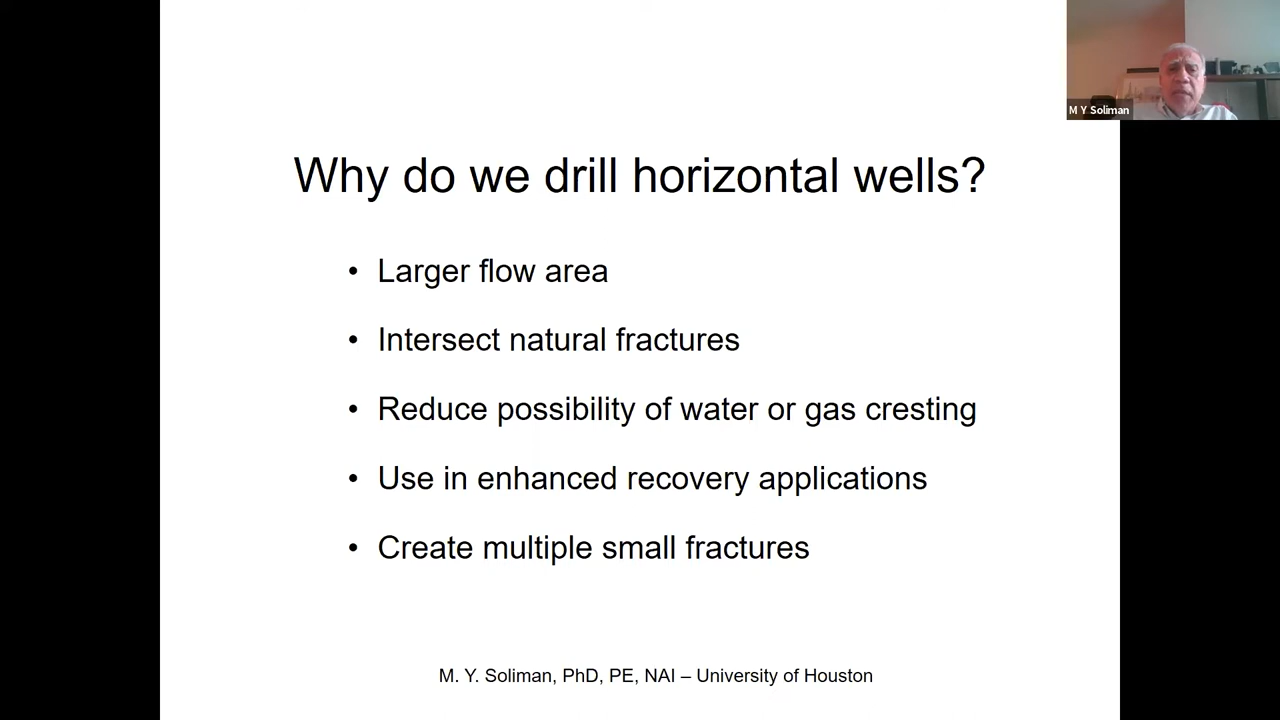 M Y Soliman
Why do we drill horizontal wells?
• Larger flow area
• Intersect natural fractures
• Reduce possibility of water or gas cresting
• Use in enhanced recovery applications
• Create multiple small fractures
M. Y. Soliman, PhD, PE, NAI – University of Houston